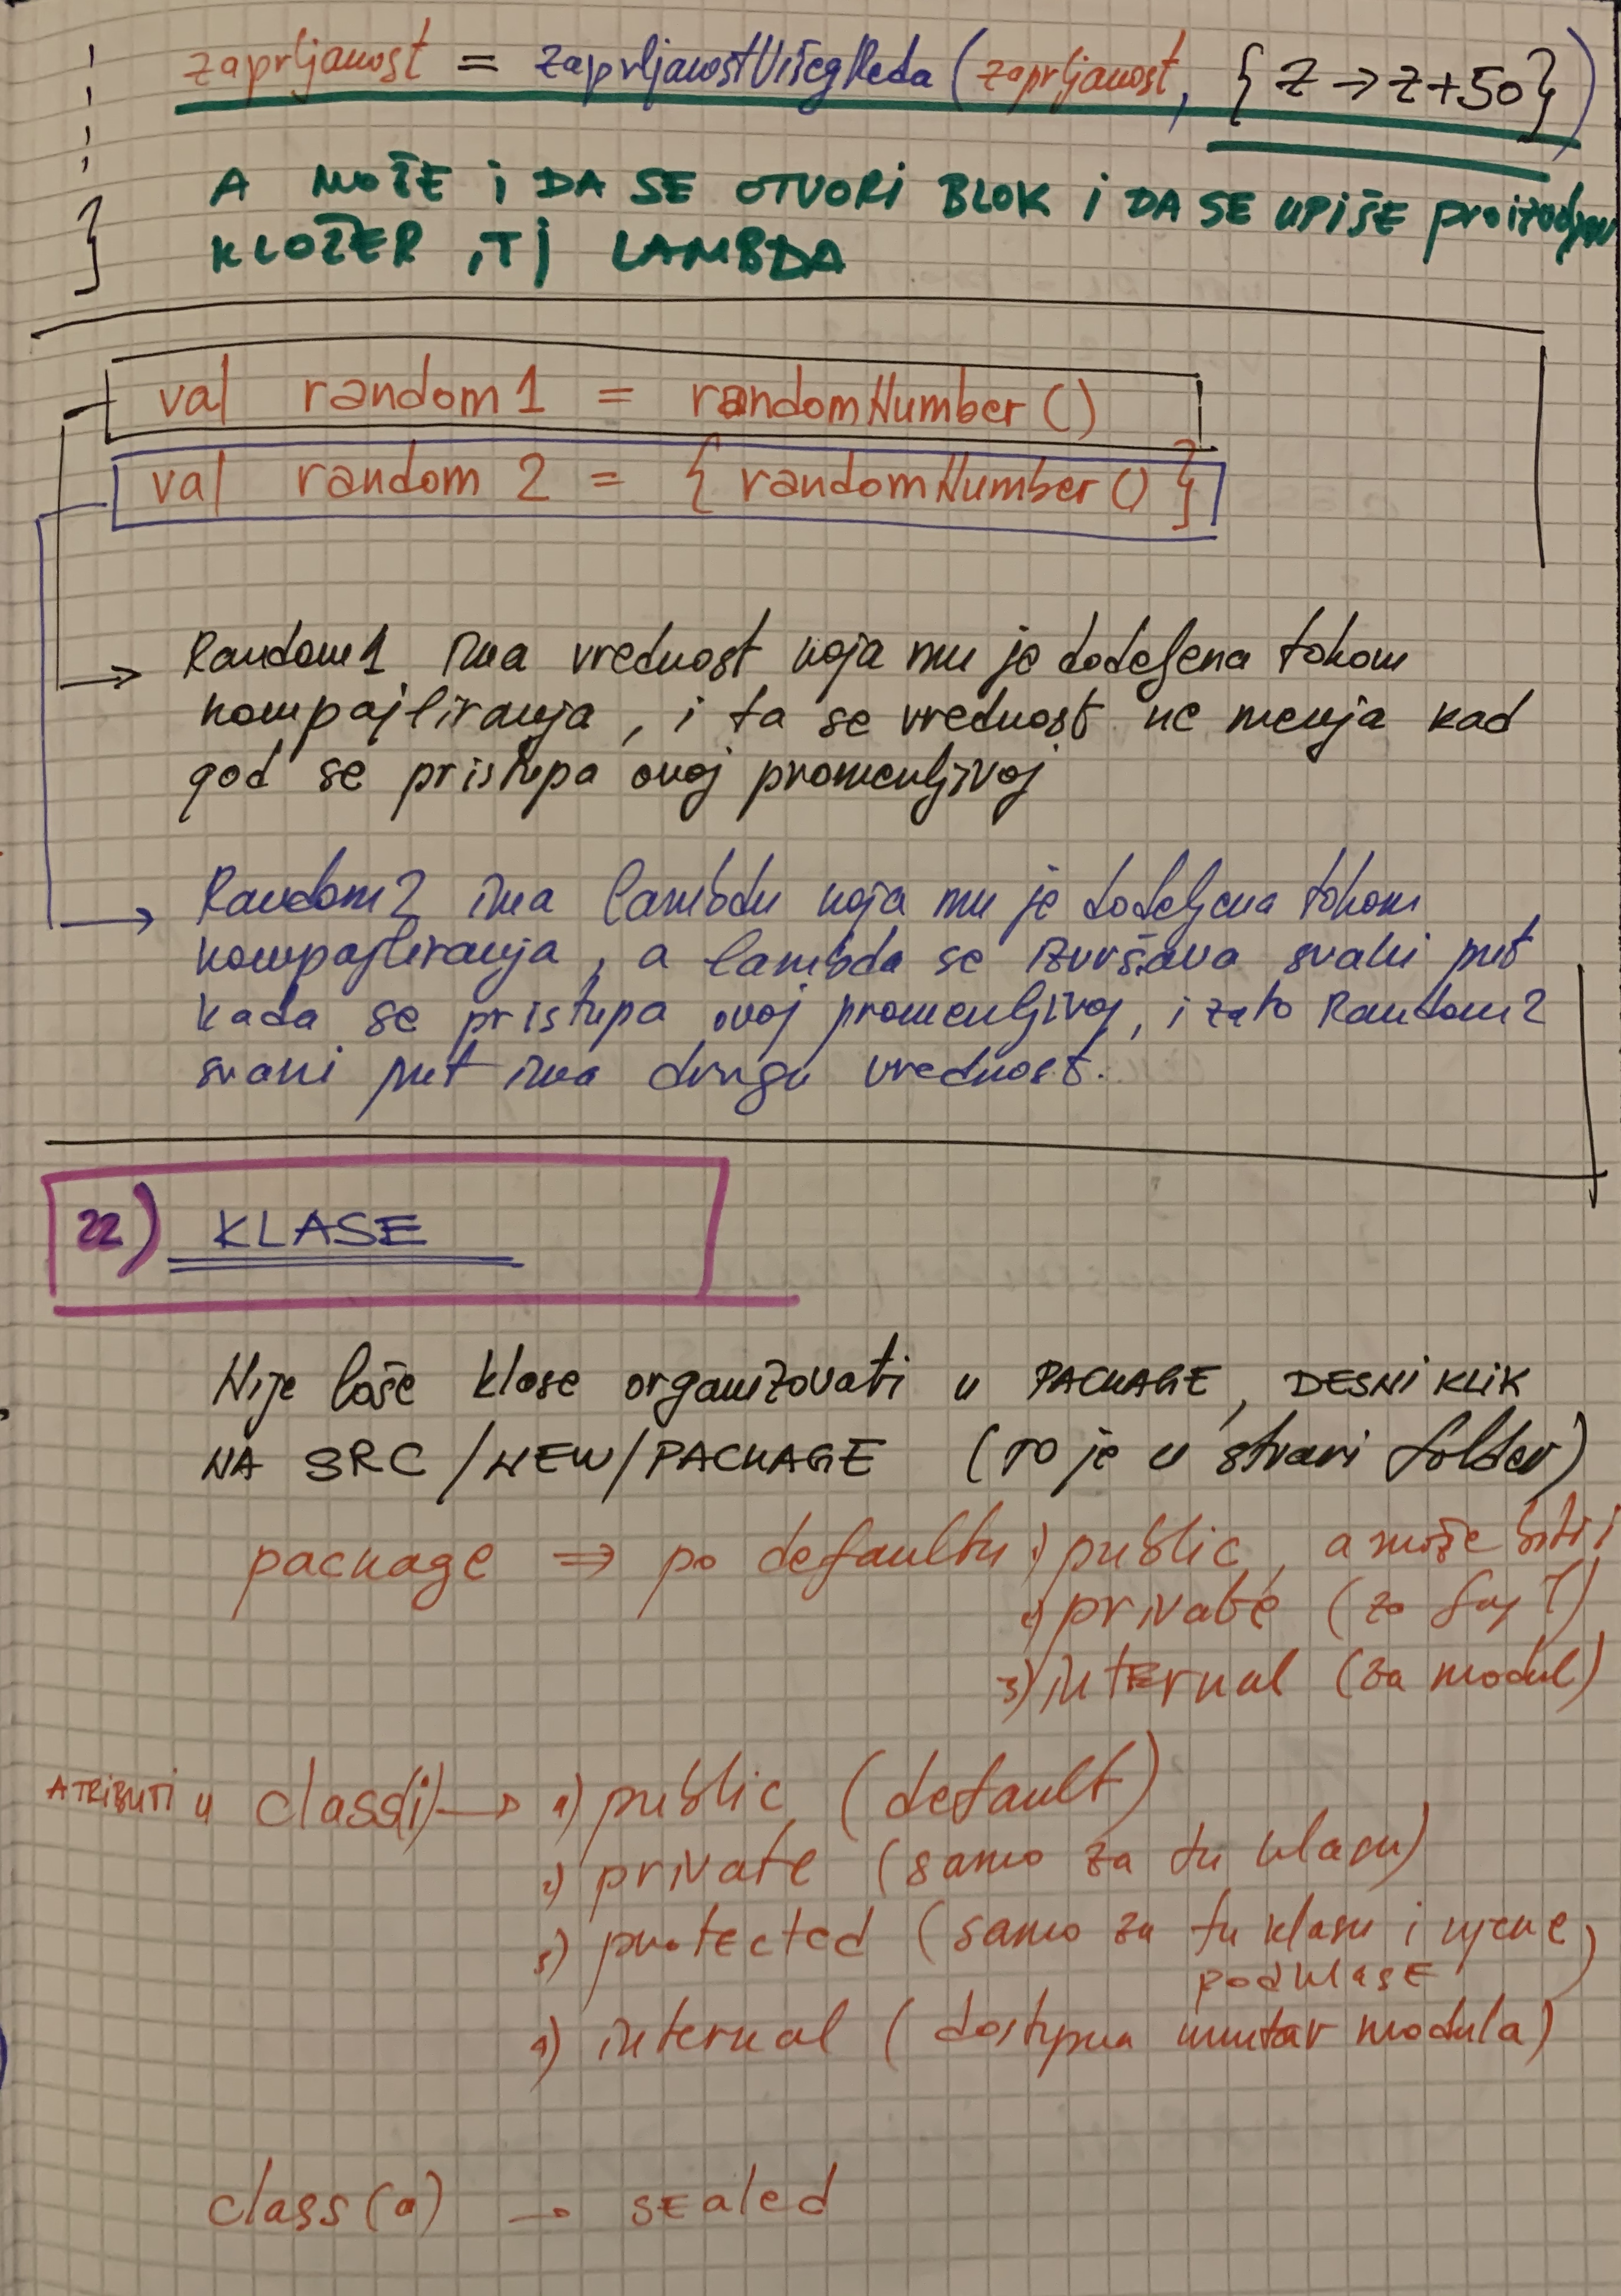 zaprljanost = zaprljanostVišegReda (zaprljanost, { z → z+50 })
A MOŽE i DA SE OTVORI BLOK i DA SE UPIŠE proizvoljan
KLOŽER , Tj LAMBDA
}
val random1 = randomNumber ()
val random 2 = { randomNumber () }
Random1 ima vrednost koja mu je dodeljena tokom
kompajliranja , i ta se vrednost ne menja kad
god se pristupa ovoj promenljivoj
Random2 ima lambdu koja mu je dodeljena tokom
kompajliranja , a lambda se izvršava svaki put
kada se pristupa ovoj promenljivoj, i zato Random2
svaki put ima drugu vrednost.
22) KLASE
Nije loše klase organizovati u PACKAGE, DESNI KLIK
NA SRC /NEW/PACKAGE (TO je u stvari folder)
package ⇒ po defaultu 1) public, a može biti i
2) private (za fajl)
3) internal (za modul)
ATRIBUTI u class(i) → 1) public (default)
2) private (samo za tu klasu)
3) protected (samo za tu klasu i njene
podklase)
4) internal ( dostupna unutar modula)
class(a) → sealed